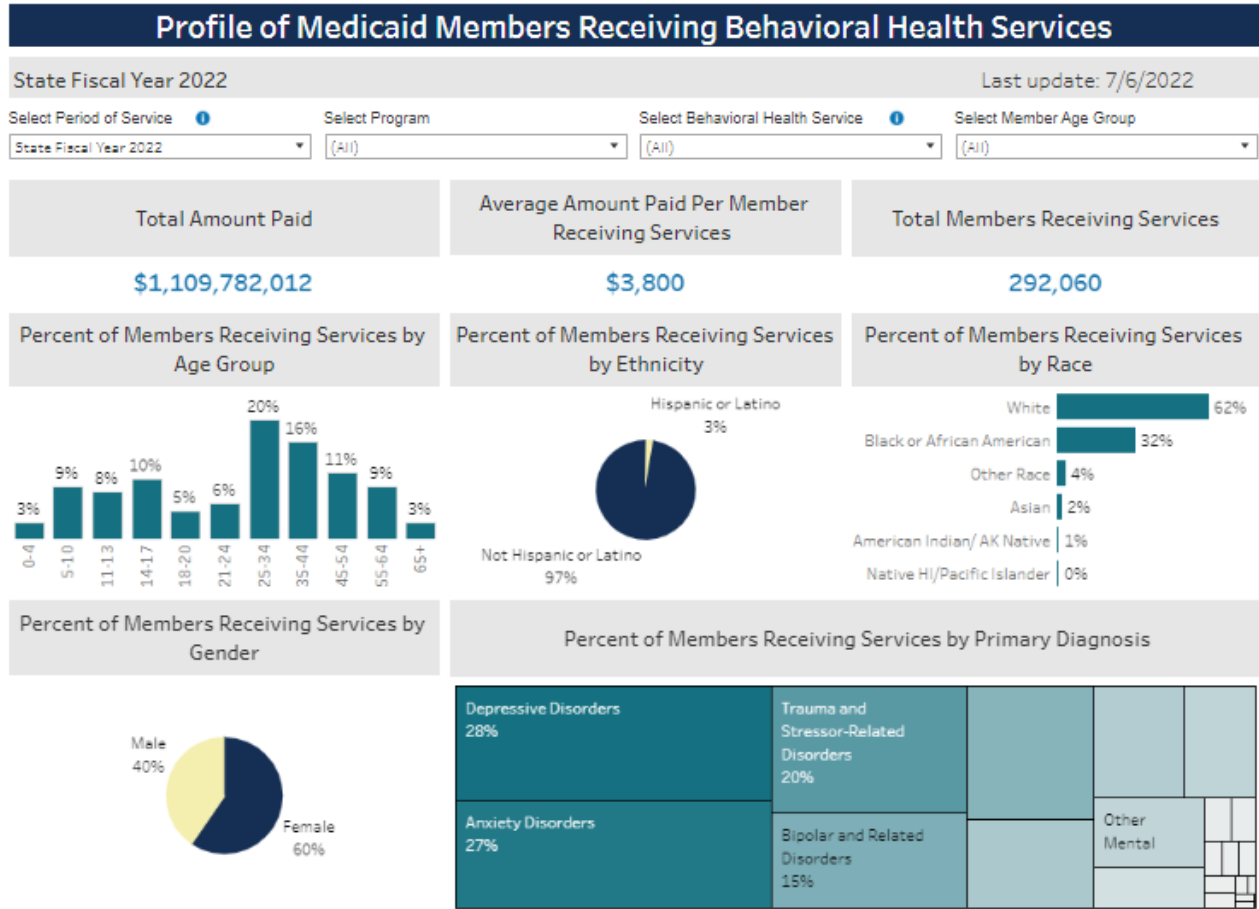 Profile of Medicaid Members Receiving Behavioral Health Services
State Fiscal Year 2022
Last update: 7/6/2022
Select Period of Service
Select Program
Select Behavioral Health Service
Select Member Age Group
State Fiscal Year 2022
(All)
(All)
(All)
Total Amount Paid
$1,109,782,012
Average Amount Paid Per Member
Receiving Services
$3,800
Total Members Receiving Services
292,060
Percent of Members Receiving Services by
Age Group
3%
9%
8%
10%
5%
6%
20%
16%
11%
9%
3%
0-4
5-10
11-13
14-17
18-20
21-24
25-34
35-44
45-54
55-64
65+
Percent of Members Receiving Services
by Ethnicity
Hispanic or Latino
3%
Not Hispanic or Latino
97%
Percent of Members Receiving Services
by Race
White 62%
Black or African American 32%
Other Race 4%
Asian 2%
American Indian/ AK Native 1%
Native HI/Pacific Islander 0%
Percent of Members Receiving Services by
Gender
Male
40%
Female
60%
Percent of Members Receiving Services by Primary Diagnosis
Depressive Disorders
28%
Anxiety Disorders
27%
Trauma and
Stressor-Related
Disorders
20%
Bipolar and Related
Disorders
15%
Other
Mental